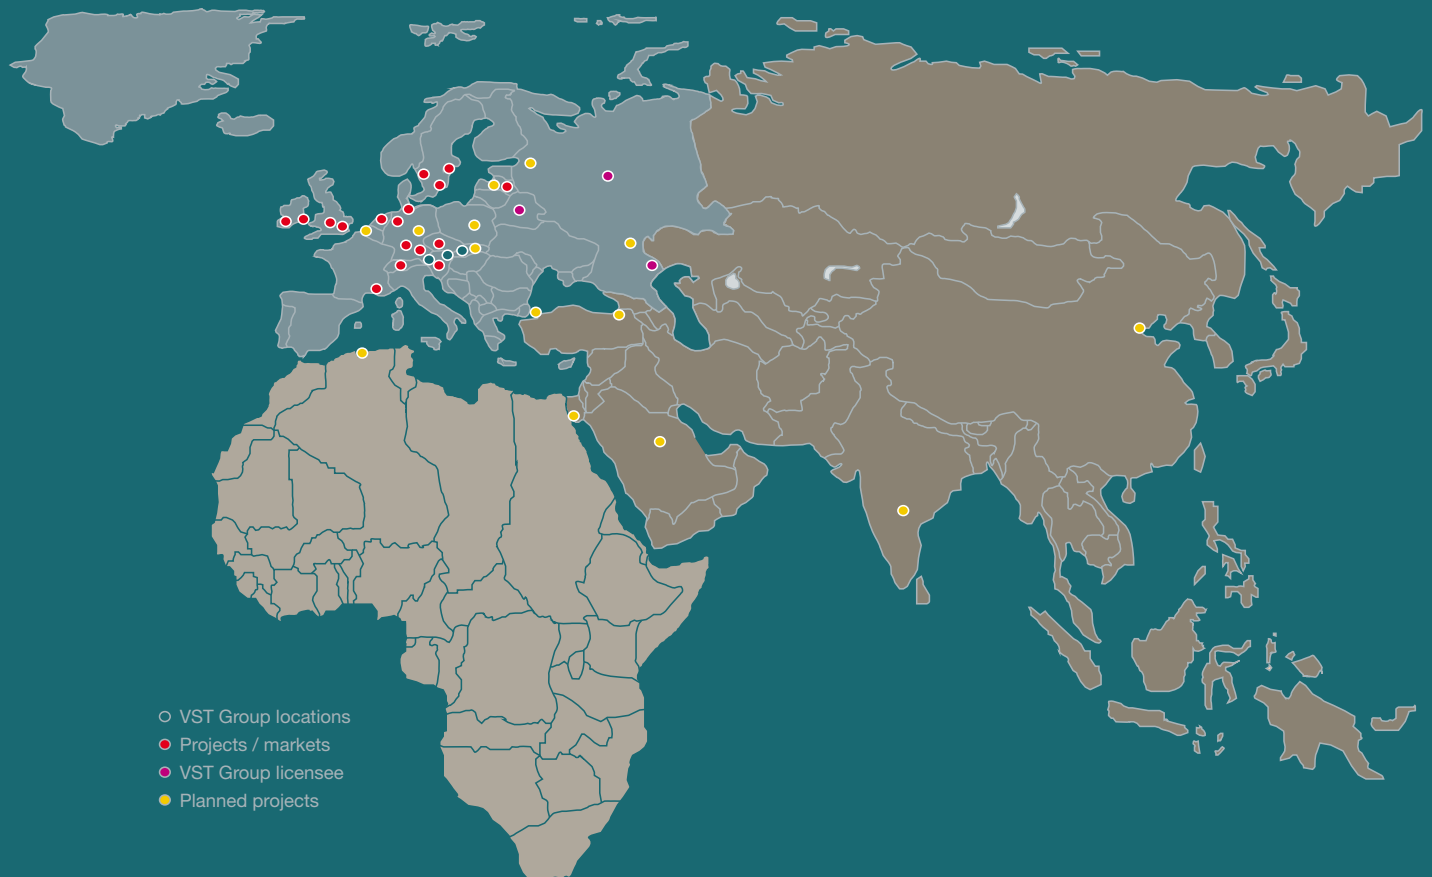 VST Group locations
Projects / markets
VST Group licensee
Planned projects